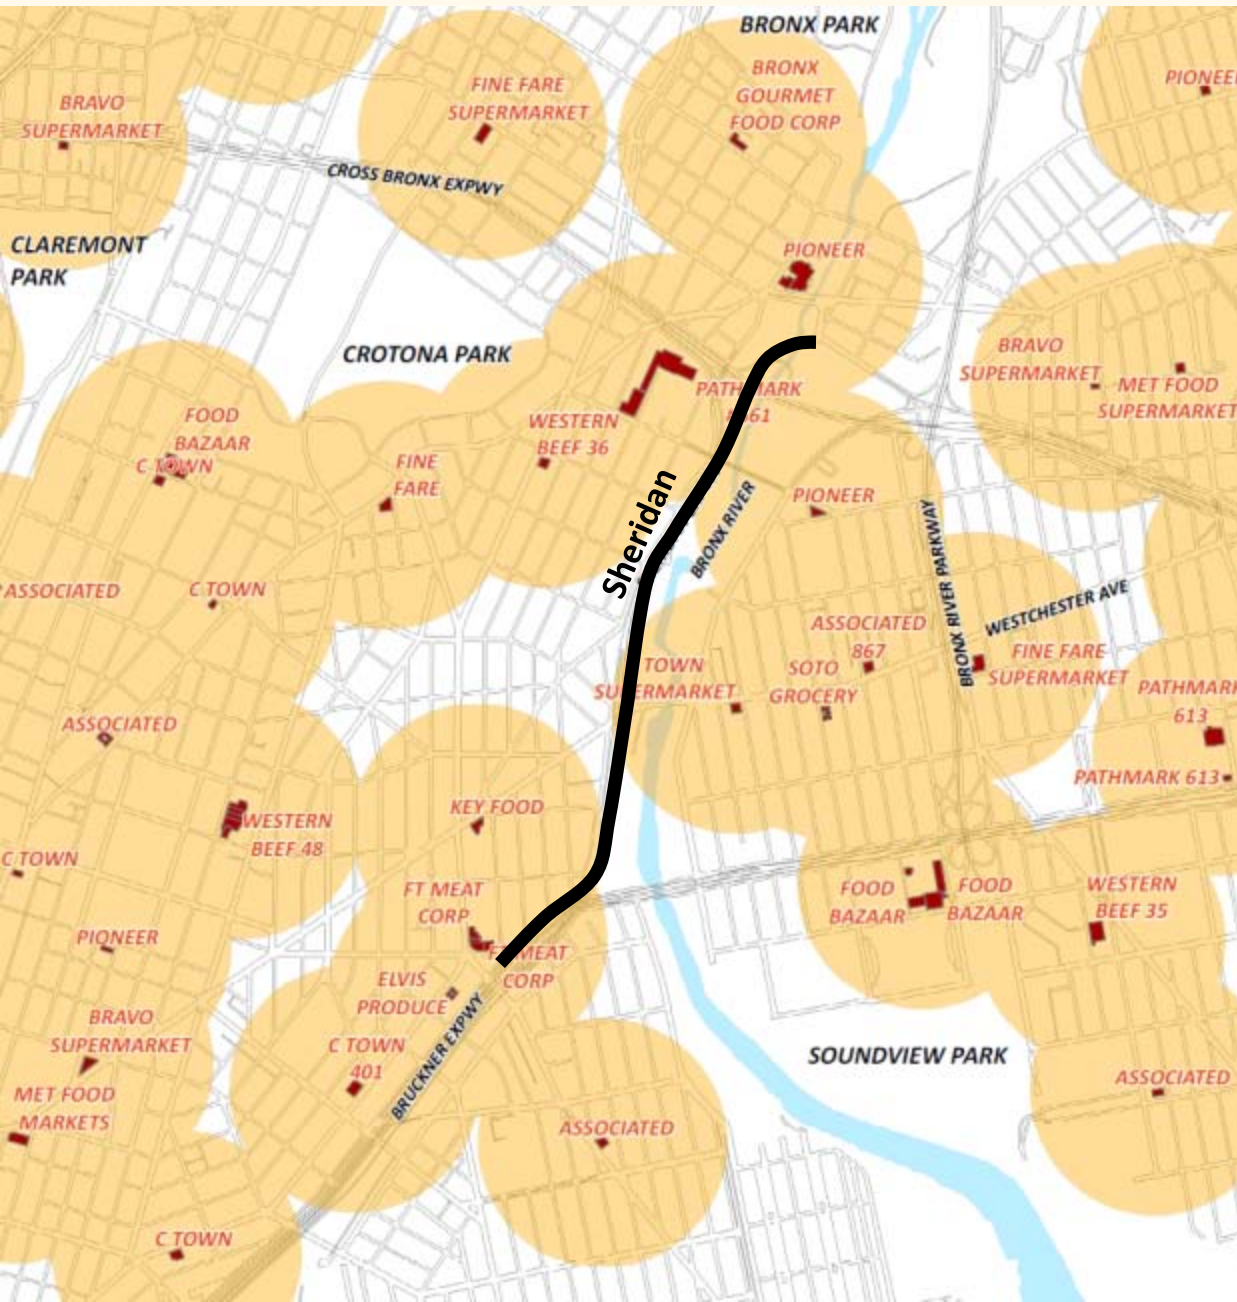 BRONX PARK
BRONX
GOURMET
FOOD CORP
FINE FARE
SUPERMARKET
PIONEE
BRAVO
SUPERMARKET
CROSS BRONX EXPWY
CLAREMONT
PARK
PIONEER
CROTONA PARK
BRAVO
SUPERMARKET
MET FOOD
SUPERMARKET
PATHMARK
WESTERN
BEEF 36
FOOD
BAZAAR
C TOWN
FINE
FARE
Sheridan
BRONX RIVER
PIONEER
BRONX RIVER PARKWAY
WESTCHESTER AVE
ASSOCIATED
C TOWN
ASSOCIATED
867
TOWN
SUPERMARKET
SOTO
GROCERY
FINE FARE
SUPERMARKET
PATHMARK
613
PATHMARK 613
ASSOCIATED
KEY FOOD
WESTERN
BEEF 48
C TOWN
FT MEAT
CORP
FOOD
BAZAAR
FOOD
BAZAAR
WESTERN
BEEF 35
PIONEER
FT MEAT
CORP
ELVIS
PRODUCE
BRUCKNER EXPWY
BRAVO
SUPERMARKET
C TOWN
401
SOUNDVIEW PARK
ASSOCIATED
MET FOOD
MARKETS
ASSOCIATED
C TOWN